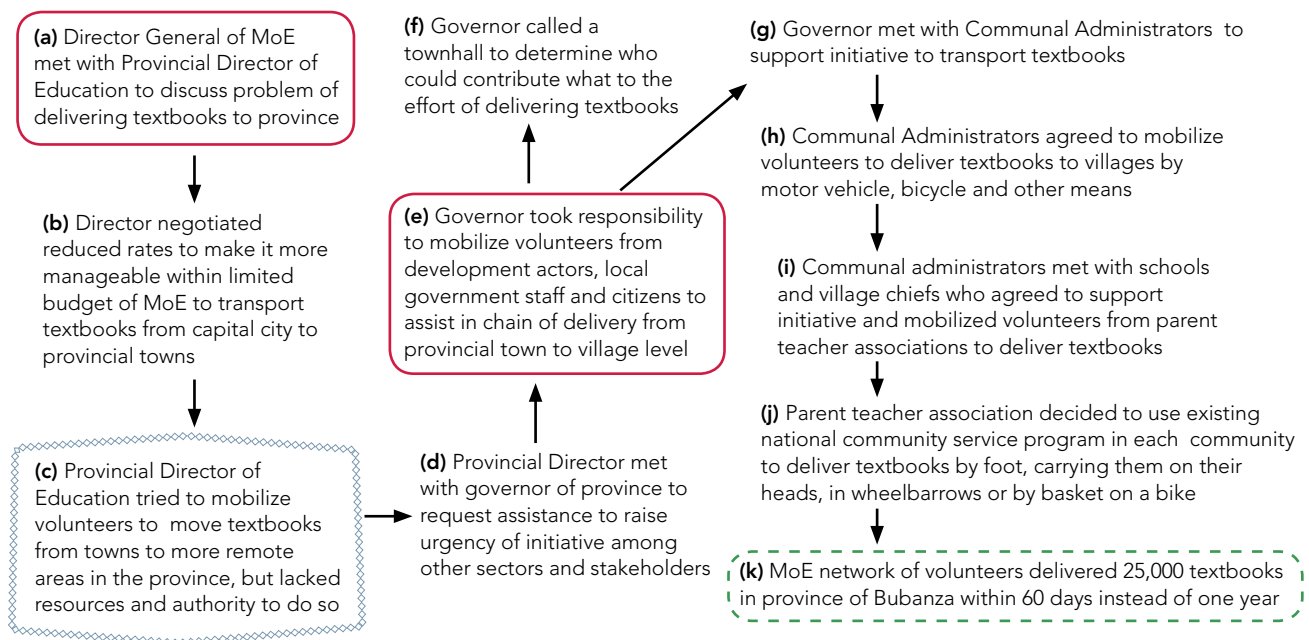 (a) Director General of MoE
met with Provincial Director of
Education to discuss problem of
delivering textbooks to province
(b) Director negotiated
reduced rates to make it more
manageable within limited
budget of MoE to transport
textbooks from capital city to
provincial towns
(c) Provincial Director of
Education tried to mobilize
volunteers to move textbooks
from towns to more remote
areas in the province, but lacked
resources and authority to do so
(d) Provincial Director met
with governor of province to
request assistance to raise
urgency of initiative among
other sectors and stakeholders
(e) Governor took responsibility
to mobilize volunteers from
development actors, local
government staff and citizens to
assist in chain of delivery from
provincial town to village level
(f) Governor called a
townhall to determine who
could contribute what to the
effort of delivering textbooks
(g) Governor met with Communal Administrators to
support initiative to transport textbooks
(h) Communal Administrators agreed to mobilize
volunteers to deliver textbooks to villages by
motor vehicle, bicycle and other means
(i) Communal administrators met with schools
and village chiefs who agreed to support
initiative and mobilized volunteers from parent
teacher associations to deliver textbooks
(j) Parent teacher association decided to use existing
national community service program in each community
to deliver textbooks by foot, carrying them on their
heads, in wheelbarrows or by basket on a bike
(k) MoE network of volunteers delivered 25,000 textbooks
in province of Bubanza within 60 days instead of one year